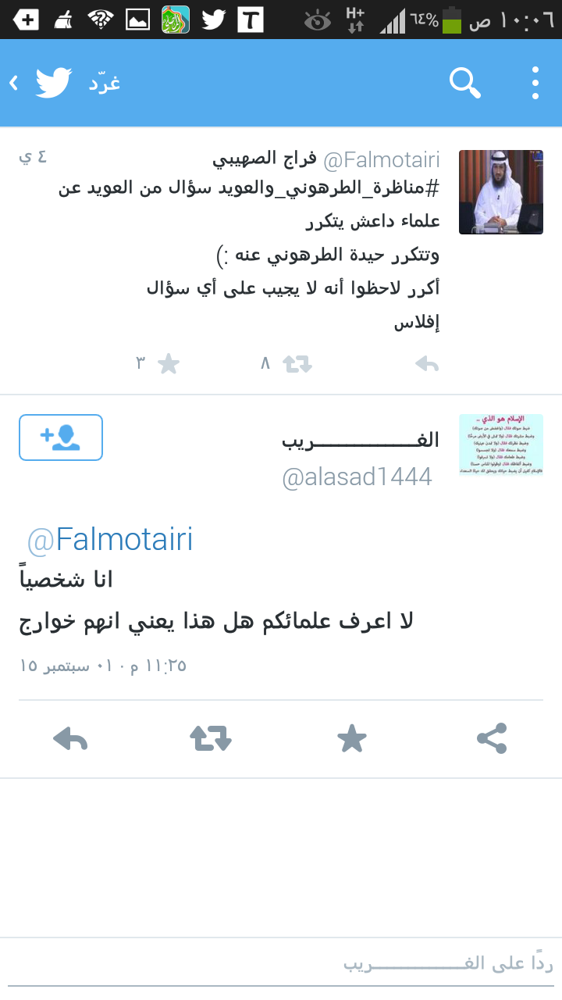 ١٠:٠٦ ص
٦٤%
H+
T
غرّد
فراج الصهيبي @Falmotairi
٤ ي
#مناظرة_الطرهوني_والعويد سؤال من العويد عن
علماء داعش يتكرر
وتتكرر حيدة الطرهوني عنه :)
أكرر لاحظوا أنه لا يجيب على أي سؤال
إفلاس
٨
٣
الإسلام هو الذي ..
الغـــــــــــريب
@alasad1444
@Falmotairi
انا شخصياً
لا اعرف علمائكم هل هذا يعني انهم خوارج
١١:٢٥ م · ٠١ سبتمبر ١٥
ردًا على الغـــــــــــريب